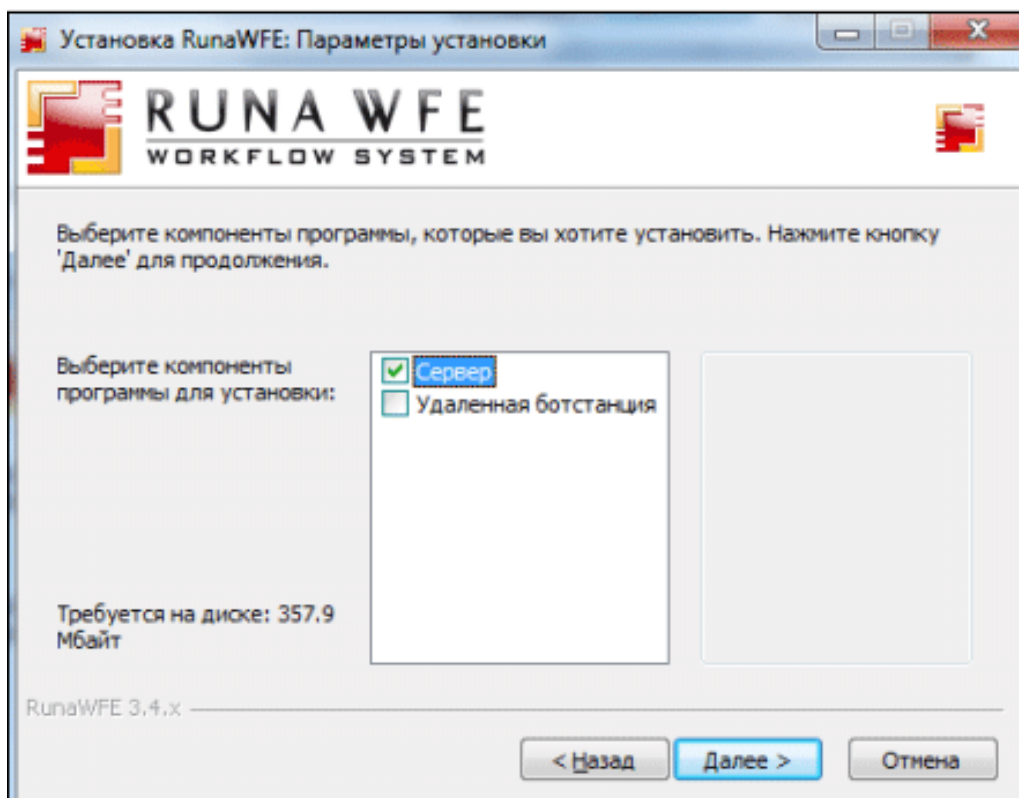 Установка RunaWFE: Параметры установки
RUNA WFE
WORKFLOW SYSTEM
Выберите компоненты программы, которые вы хотите установить. Нажмите кнопку
'Далее' для продолжения.
Выберите компоненты
программы для установки:
Сервер
Удаленная ботстанция
Требуется на диске: 357.9
Мбайт
RunaWFE 3.4.x
< Назад
Далее >
Отмена